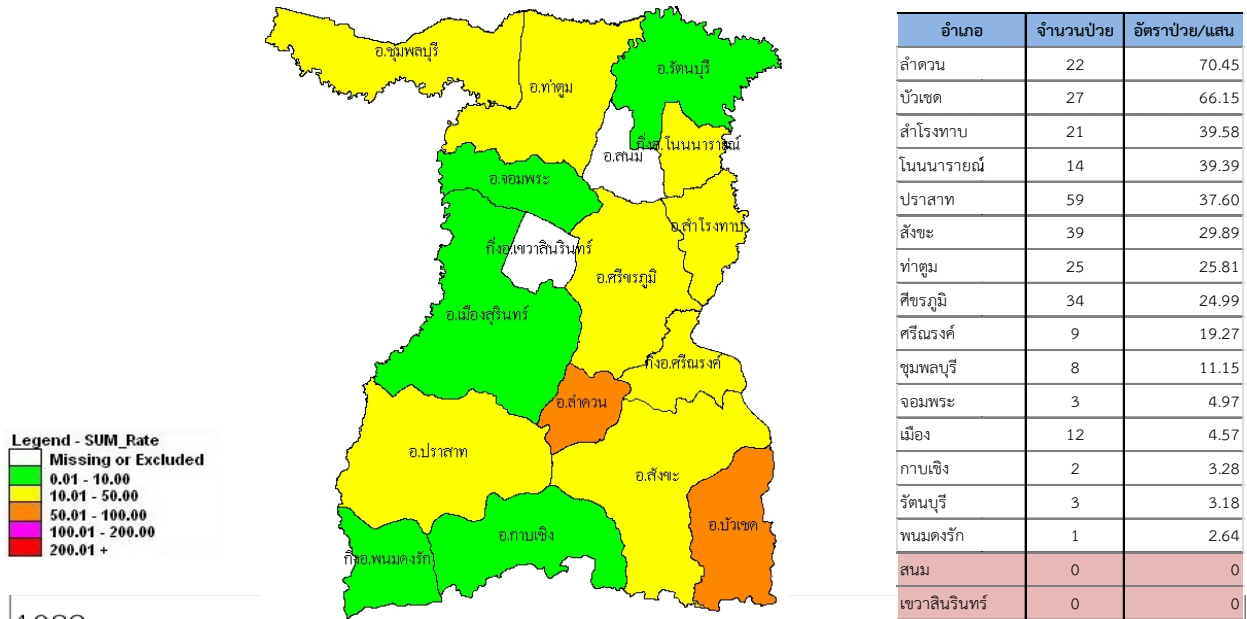 อ.ชุมพลบุรี
อ.ท่าตูม
อ.รัตนบุรี
อ.สนม
กิ่งอ.โนนนารายณ์
อ.จอมพระ
อ.สำโรงทาบ
กิ่งอ.เขวาสินรินทร์
อ.ศรีขรภูมิ
อ.เมืองสุรินทร์
กิ่งอ.ศรีณรงค์
อ.ลำดวน
อ.ปราสาท
อ.สังขะ
อ.บัวเชด
อ.กาบเชิง
กิ่งอ.พนมดงรัก
Legend - SUM_Rate
Missing or Excluded
0.01 - 10.00
10.01 - 50.00
50.01 - 100.00
100.01 - 200.00
200.01 +
อำเภอ จำนวนป่วย อัตราป่วย/แสน
ลำดวน 22 70.45
บัวเชด 27 66.15
สำโรงทาบ 21 39.58
โนนนารายณ์ 14 39.39
ปราสาท 59 37.60
สังขะ 39 29.89
ท่าตูม 25 25.81
ศีขรภูมิ 34 24.99
ศรีณรงค์ 9 19.27
ชุมพลบุรี 8 11.15
จอมพระ 3 4.97
เมือง 12 4.57
กาบเชิง 2 3.28
รัตนบุรี 3 3.18
พนมดงรัก 1 2.64
สนม 0 0
เขวาสินรินทร์ 0 0